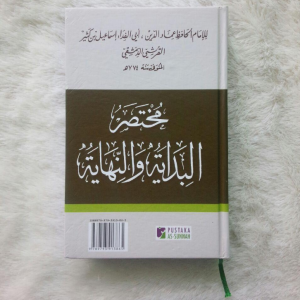 للإمام الحافظ عماد الدين، أبي الفداء إسماعيل بن كثير
القرشي الدمشقي
المتوفى سنة ٧٧٤ هـ
مختصر
البداية والنهاية
PUSTAKA
AS-SUNNAH